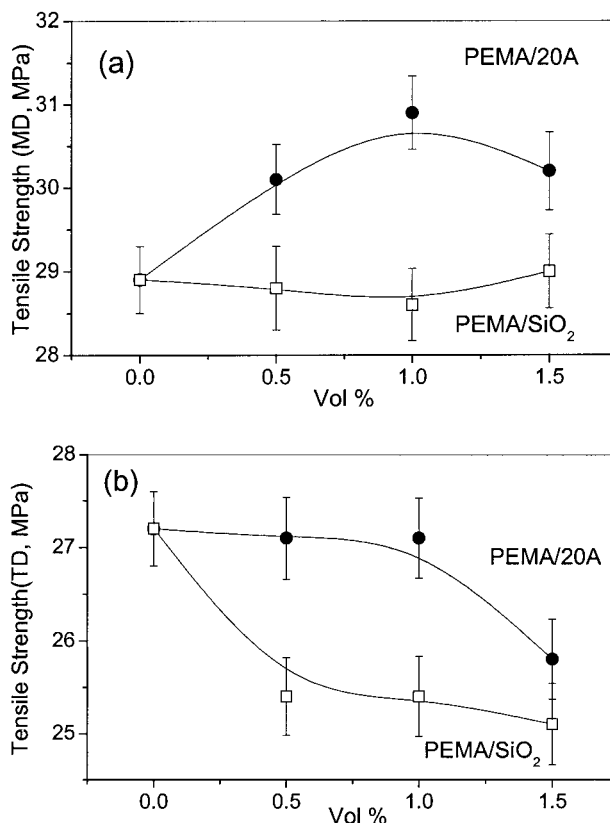 32
(a)
PEMA/20A
31
30
29
28
Tensile Strength (MD, MPa)
PEMA/SiO₂
0.0 0.5 1.0 1.5
Vol %
28
(b)
27
PEMA/20A
26
25
Tensile Strength(TD, MPa)
PEMA/SiO₂
0.0 0.5 1.0 1.5
Vol %